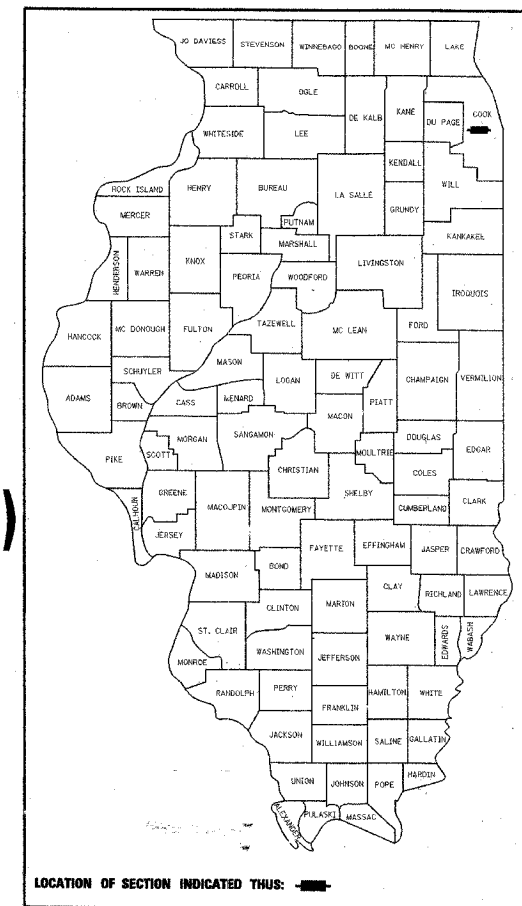 JO DAVIESS STEVENSON WINNEBAGO BOONE MC HENRY LAKE
CARROLL OGLE DE KALB KANE DU PAGE COOK
WHITESIDE LEE
KENDALL WILL
ROCK ISLAND HENRY BUREAU LA SALLE GRUNDY
MERCER PUTNAM KANKAKEE
STARK MARSHALL
HENDERSON WARREN KNOX PEORIA WOODFORD LIVINGSTON IROQUOIS
HANCOCK MC DONOUGH FULTON TAZEWELL MC LEAN FORD
SCHUYLER MASON LOGAN DE WITT CHAMPAIGN VERMILION
ADAMS BROWN CASS MENARD MACON PIATT
PIKE SCOTT MORGAN SANGAMON MOULTRIE DOUGLAS EDGAR
CHRISTIAN COLES
CALHOUN GREENE MACOJPIN MONTGOMERY SHELBY CUMBERLAND CLARK
JERSEY FAYETTE EFFINGHAM JASPER CRAWFORD
MADISON BOND CLAY RICHLAND LAWRENCE
CLINTON MARION
ST. CLAIR WAYNE EDWARDS WABASH
WASHINGTON JEFFERSON
MONROE
RANDOLPH PERRY HAMILTON WHITE
FRANKLIN
JACKSON WILLIAMSON SALINE GALLATIN
UNION JOHNSON POPE HARDIN
ALEXANDER PULASKI MASSAC
LOCATION OF SECTION INDICATED THUS: